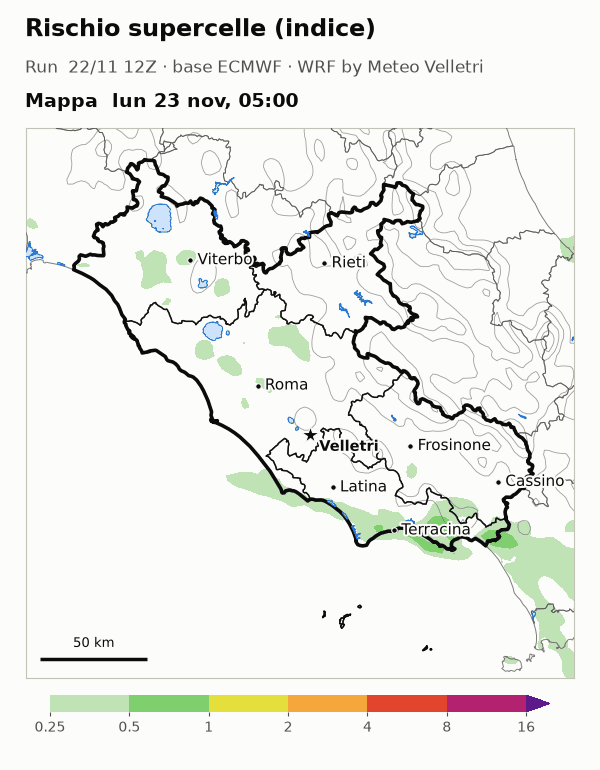 Rischio supercelle (indice)
Run  22/11 12Z · base ECMWF · WRF by Meteo Velletri
Mappa  lun 23 nov, 05:00
Viterbo
Rieti
Roma
Velletri
Frosinone
Cassino
Latina
Terracina
50 km
0.25 0.5 1 2 4 8 16